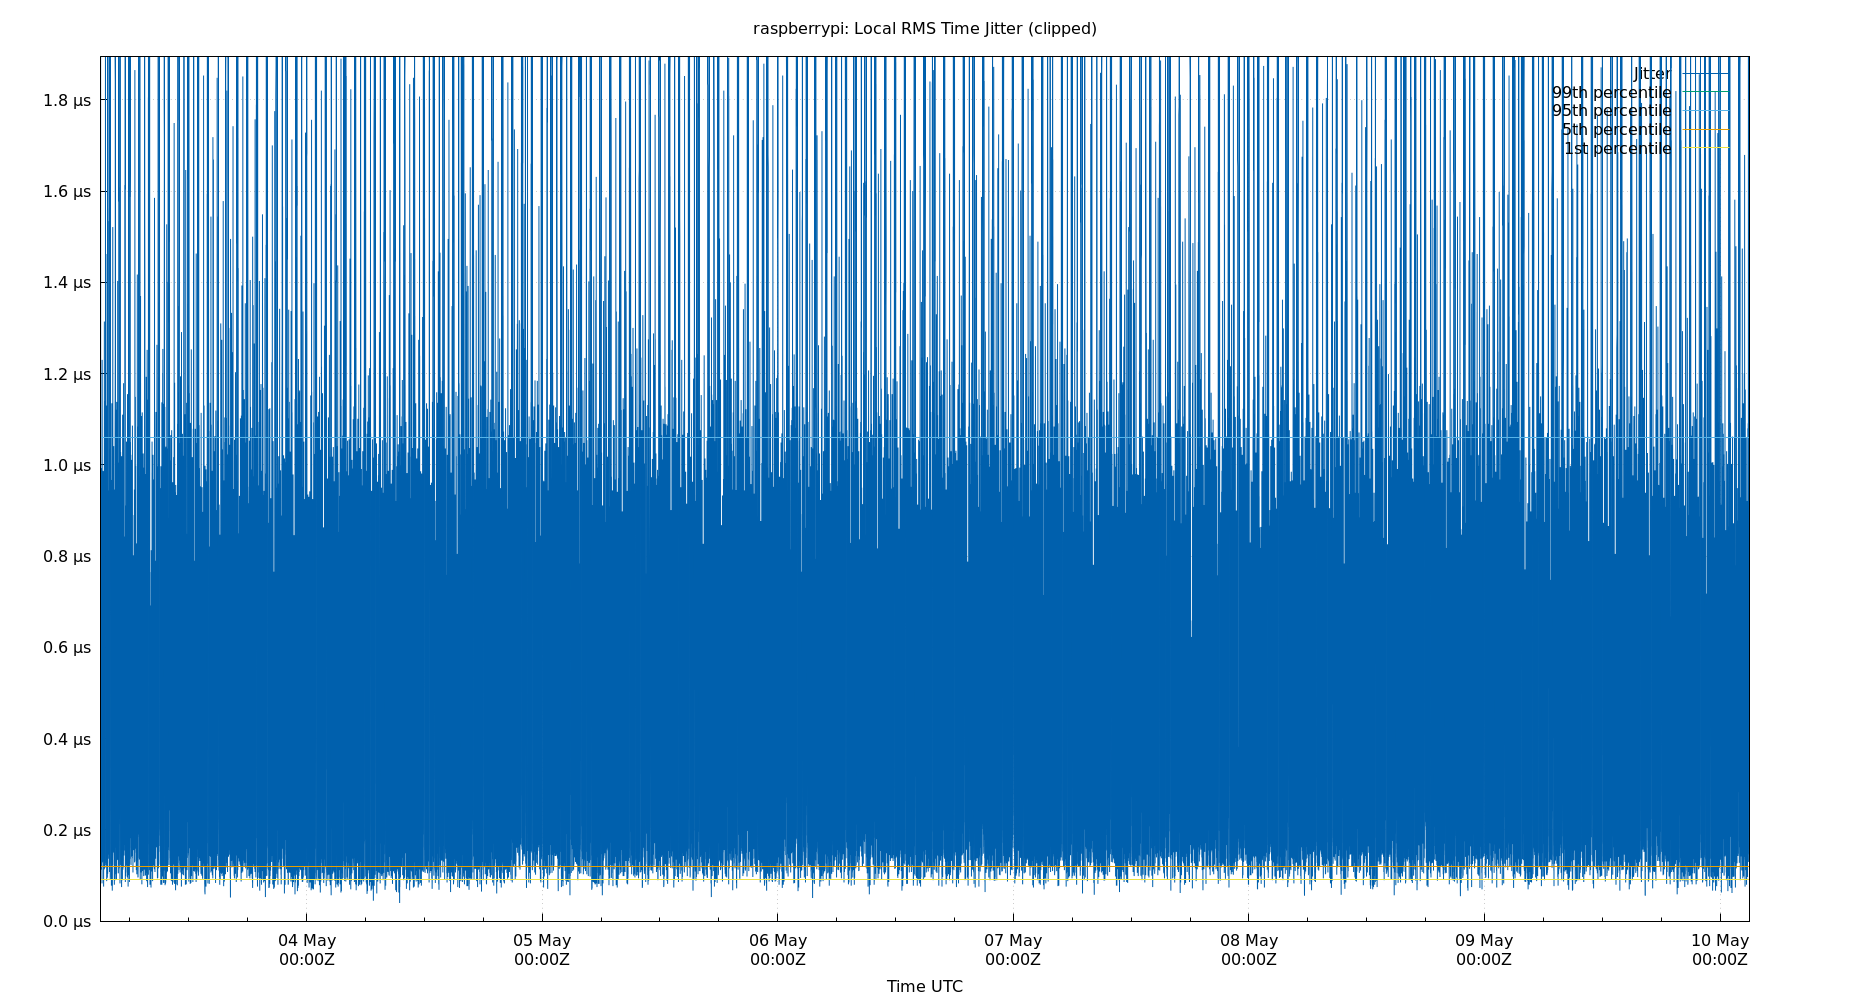 raspberrypi: Local RMS Time Jitter (clipped)
Jitter
99th percentile
95th percentile
5th percentile
1st percentile
1.8 µs
1.6 µs
1.4 µs
1.2 µs
1.0 µs
0.8 µs
0.6 µs
0.4 µs
0.2 µs
0.0 µs
04 May 05 May 06 May 07 May 08 May 09 May 10 May
00:00Z 00:00Z 00:00Z 00:00Z 00:00Z 00:00Z 00:00Z
Time UTC